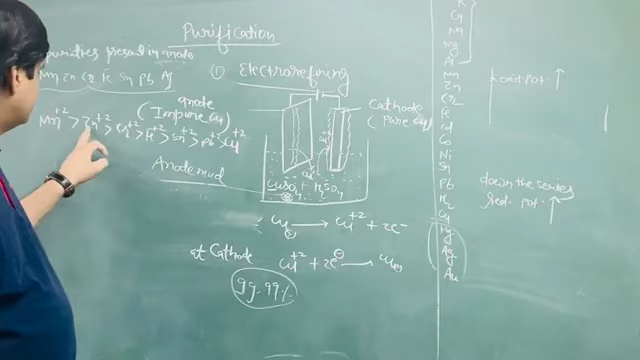 Purification
impurities present in anode
Mn Zn Cr Fe Sn Pb Ag
① Electrorefining
anode
(Impure Cu)
Cathode
(Pure Cu)
Mn⁺² > Zn⁺² > Cr⁺² > Fe⁺² > Sn⁺² > Pb⁺² > Cu⁺²
Anode mud
CuSO₄ + H₂SO₄
Cu → Cu⁺² + 2e⁻
at Cathode Cu⁺² + 2e⁻ → Cu(s)
99.99%
K
Ca
Na
Mg
Al
Mn
Zn
Cr
Fe
Cd
Co
Ni
Sn
Pb
H₂
Cu
Hg
Ag
Au
Oxid. pot ↑
down the series
Red. pot. ↑